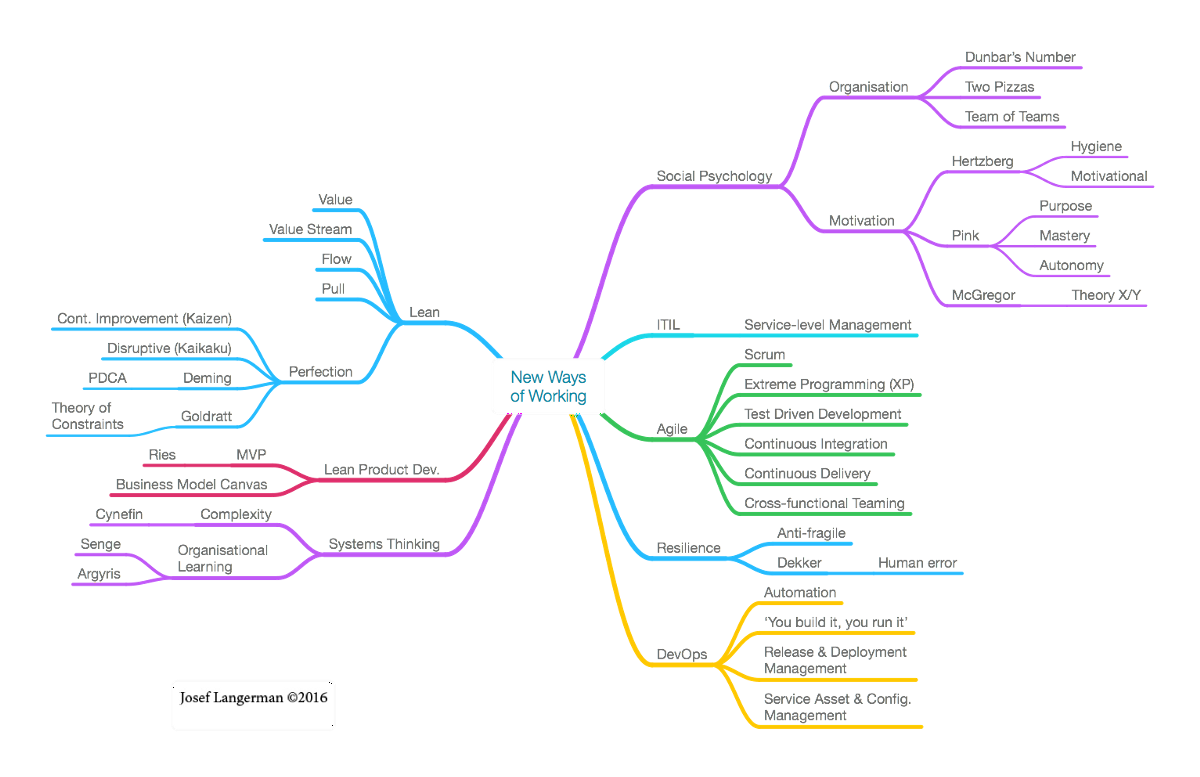 New Ways
of Working
Social Psychology
Organisation
Dunbar's Number
Two Pizzas
Team of Teams
Motivation
Hertzberg
Hygiene
Motivational
Pink
Purpose
Mastery
Autonomy
McGregor
Theory X/Y
ITIL
Service-level Management
Agile
Scrum
Extreme Programming (XP)
Test Driven Development
Continuous Integration
Continuous Delivery
Cross-functional Teaming
Resilience
Anti-fragile
Dekker
Human error
DevOps
Automation
'You build it, you run it'
Release & Deployment
Management
Service Asset & Config.
Management
Lean
Value
Value Stream
Flow
Pull
Perfection
Cont. Improvement (Kaizen)
Disruptive (Kaikaku)
Deming
PDCA
Goldratt
Theory of
Constraints
Lean Product Dev.
MVP
Ries
Business Model Canvas
Systems Thinking
Complexity
Cynefin
Organisational
Learning
Senge
Argyris
Josef Langerman ©2016